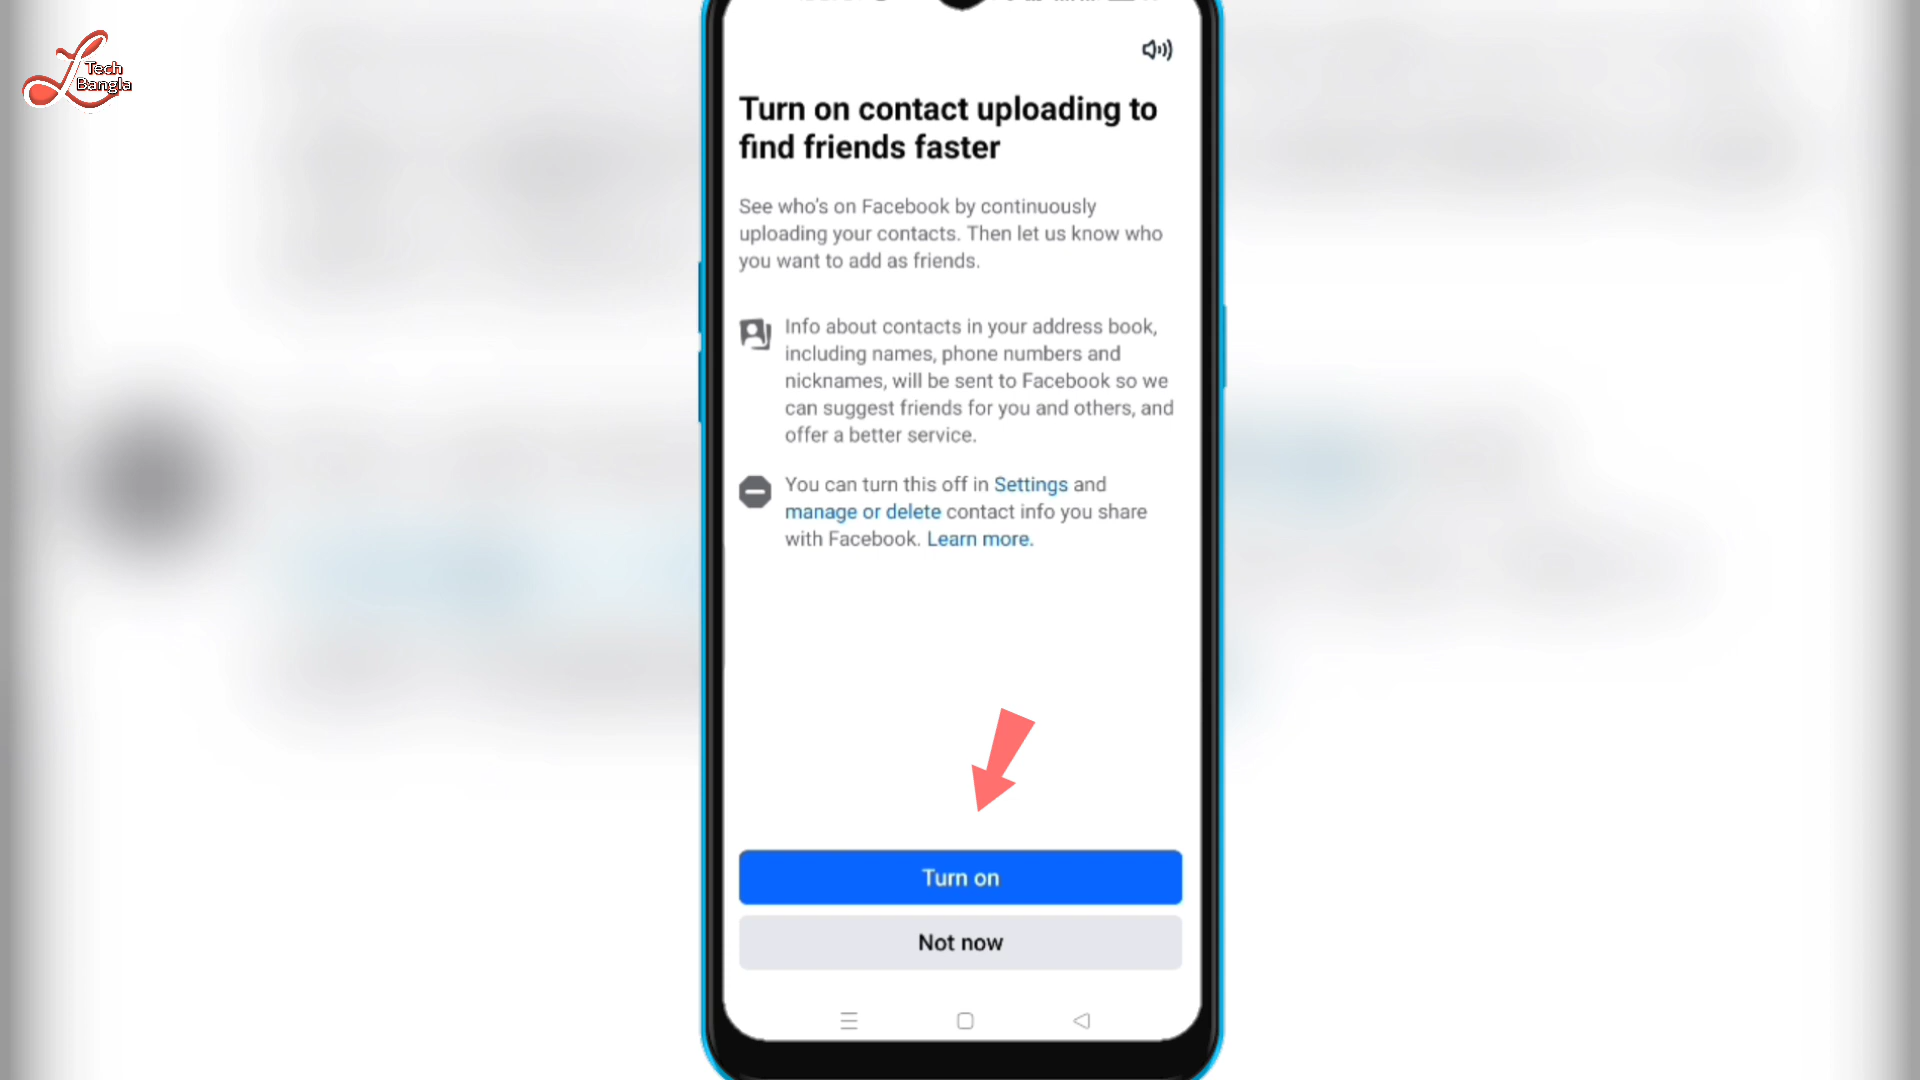 Tech
Bangla
Turn on contact uploading to
find friends faster
See who's on Facebook by continuously
uploading your contacts. Then let us know who
you want to add as friends.
Info about contacts in your address book,
including names, phone numbers and
nicknames, will be sent to Facebook so we
can suggest friends for you and others, and
offer a better service.
You can turn this off in Settings and
manage or delete contact info you share
with Facebook. Learn more.
Turn on
Not now